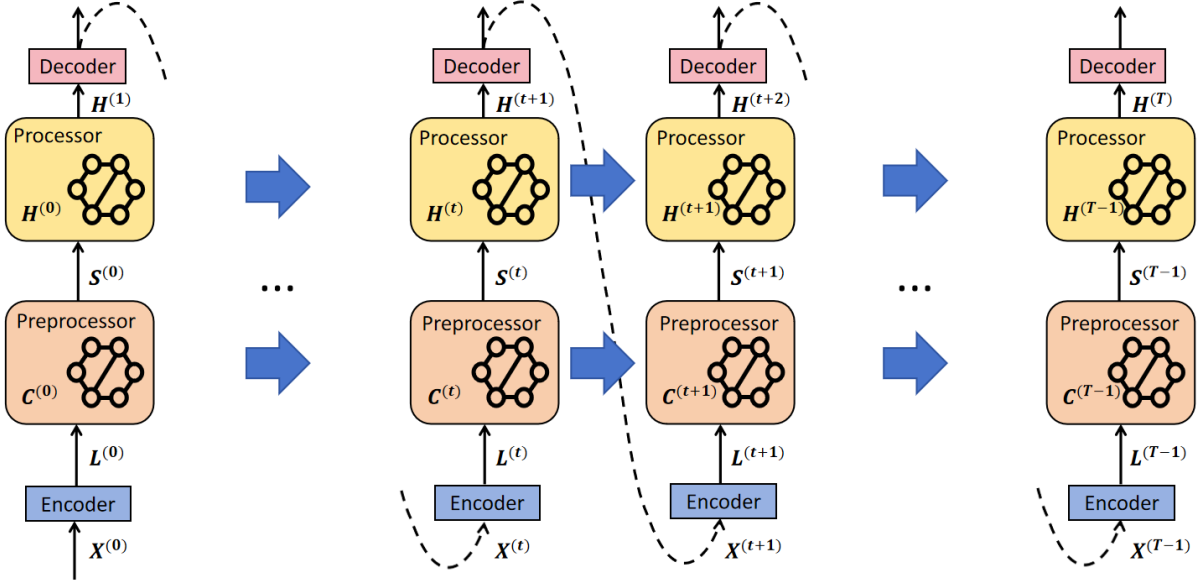 Decoder Decoder Decoder Decoder
H^(1) H^(t+1) H^(t+2) H^(T)
Processor Processor Processor Processor
H^(0) H^(t) H^(t+1) H^(T−1)
S^(0) S^(t) S^(t+1) S^(T−1)
... ...
Preprocessor Preprocessor Preprocessor Preprocessor
C^(0) C^(t) C^(t+1) C^(T−1)
L^(0) L^(t) L^(t+1) L^(T−1)
Encoder Encoder Encoder Encoder
X^(0) X^(t) X^(t+1) X^(T−1)